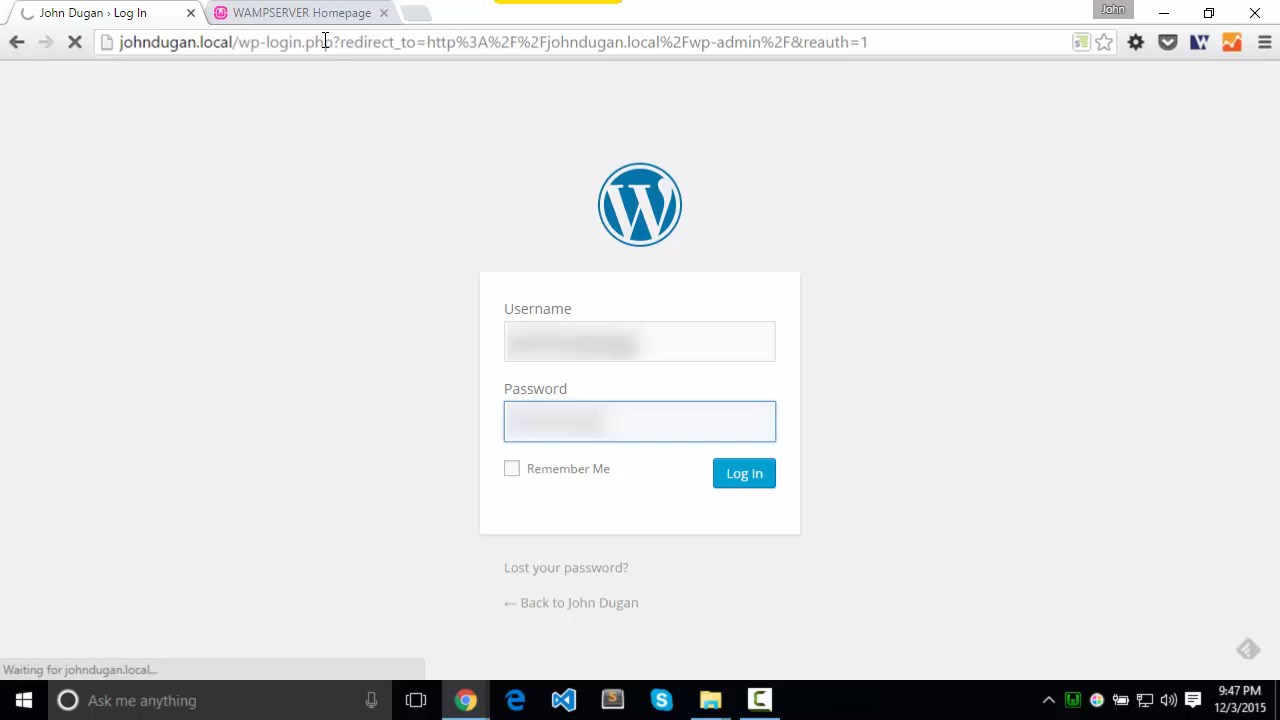 John Dugan › Log In
WAMPSERVER Homepage
John
johndugan.local/wp-login.php?redirect_to=http%3A%2F%2Fjohndugan.local%2Fwp-admin%2F&reauth=1
Username
Password
Remember Me
Log In
Lost your password?
← Back to John Dugan
Waiting for johndugan.local...
Ask me anything
9:47 PM
12/3/2015